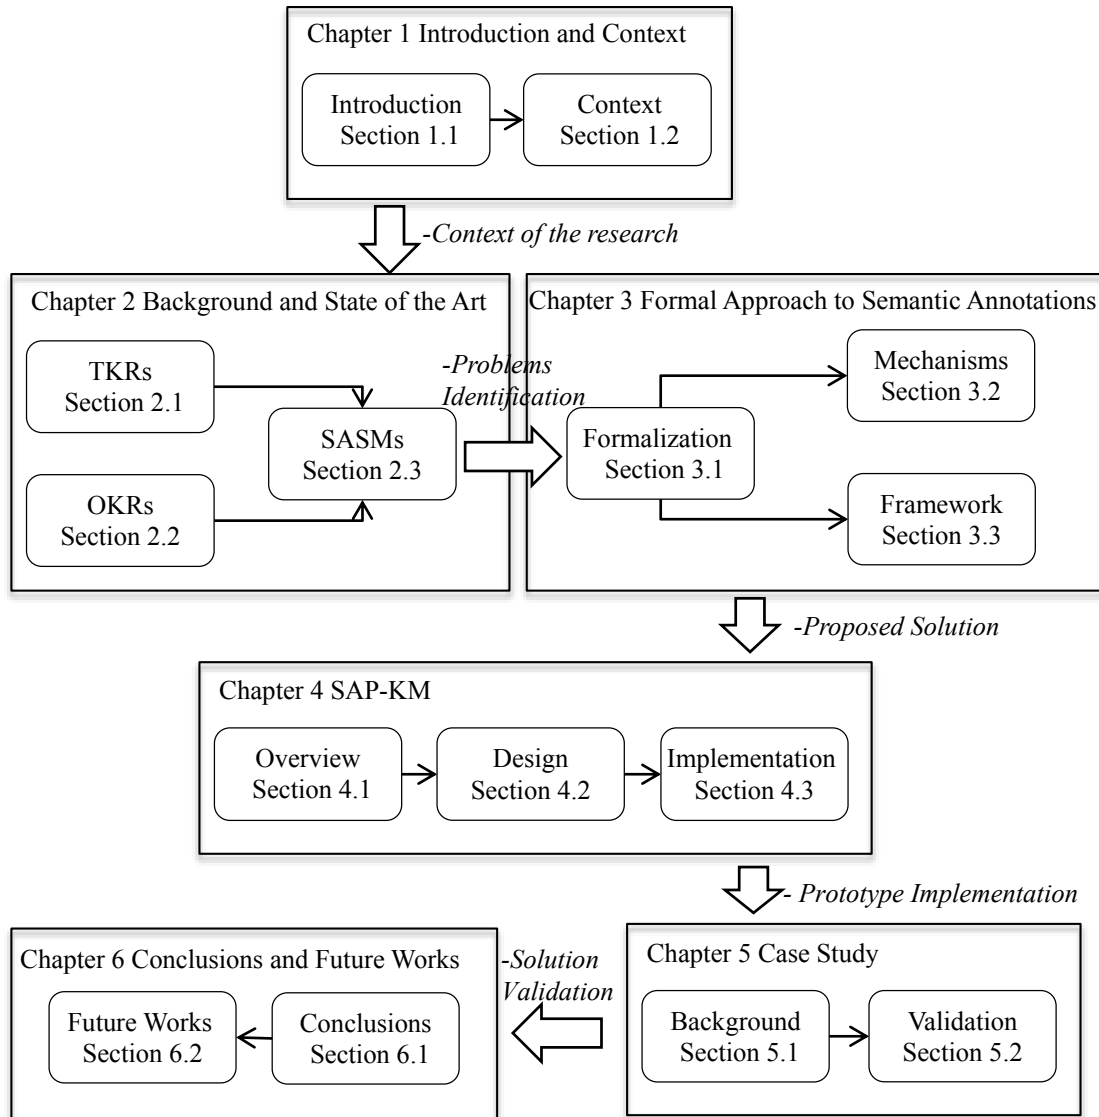 Chapter 1 Introduction and Context
Introduction
Section 1.1
Context
Section 1.2
-Context of the research
Chapter 2 Background and State of the Art
TKRs
Section 2.1
OKRs
Section 2.2
SASMs
Section 2.3
-Problems
Identification
Chapter 3 Formal Approach to Semantic Annotations
Formalization
Section 3.1
Mechanisms
Section 3.2
Framework
Section 3.3
-Proposed Solution
Chapter 4 SAP-KM
Overview
Section 4.1
Design
Section 4.2
Implementation
Section 4.3
- Prototype Implementation
Chapter 5 Case Study
Background
Section 5.1
Validation
Section 5.2
-Solution
Validation
Chapter 6 Conclusions and Future Works
Conclusions
Section 6.1
Future Works
Section 6.2